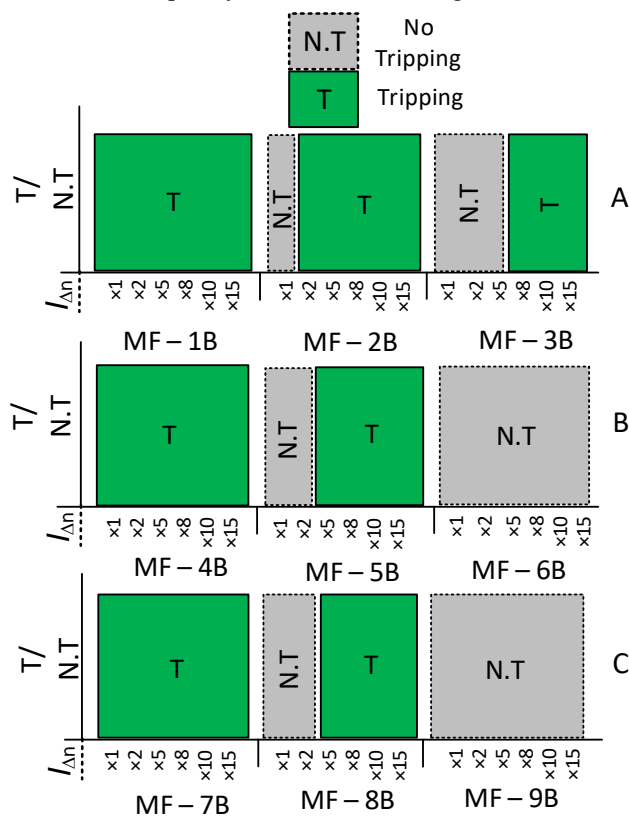 N.T
No
Tripping
T
Tripping
T/
N.T
T
N.T
T
N.T
T
A
IΔn
×1
×2
×5
×8
×10
×15
×1
×2
×5
×8
×10
×15
×1
×2
×5
×8
×10
×15
MF – 1B
MF – 2B
MF – 3B
T/
N.T
T
N.T
T
N.T
B
IΔn
×1
×2
×5
×8
×10
×15
×1
×2
×5
×8
×10
×15
×1
×2
×5
×8
×10
×15
MF – 4B
MF – 5B
MF – 6B
T/
N.T
T
N.T
T
N.T
C
IΔn
×1
×2
×5
×8
×10
×15
×1
×2
×5
×8
×10
×15
×1
×2
×5
×8
×10
×15
MF – 7B
MF – 8B
MF – 9B